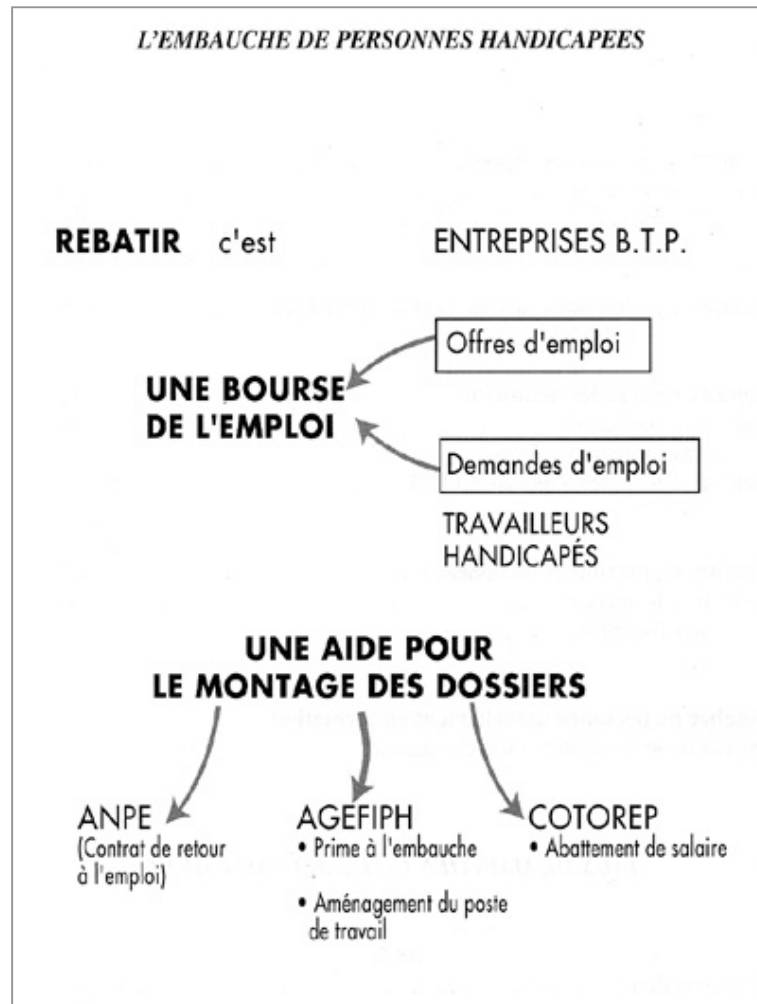 L'EMBAUCHE DE PERSONNES HANDICAPEES
REBATIR c'est
ENTREPRISES B.T.P.
Offres d'emploi
UNE BOURSE
DE L'EMPLOI
Demandes d'emploi
TRAVAILLEURS
HANDICAPÉS
UNE AIDE POUR
LE MONTAGE DES DOSSIERS
ANPE
(Contrat de retour
à l'emploi)
AGEFIPH
• Prime à l'embauche
• Aménagement du poste
de travail
COTOREP
• Abattement de salaire